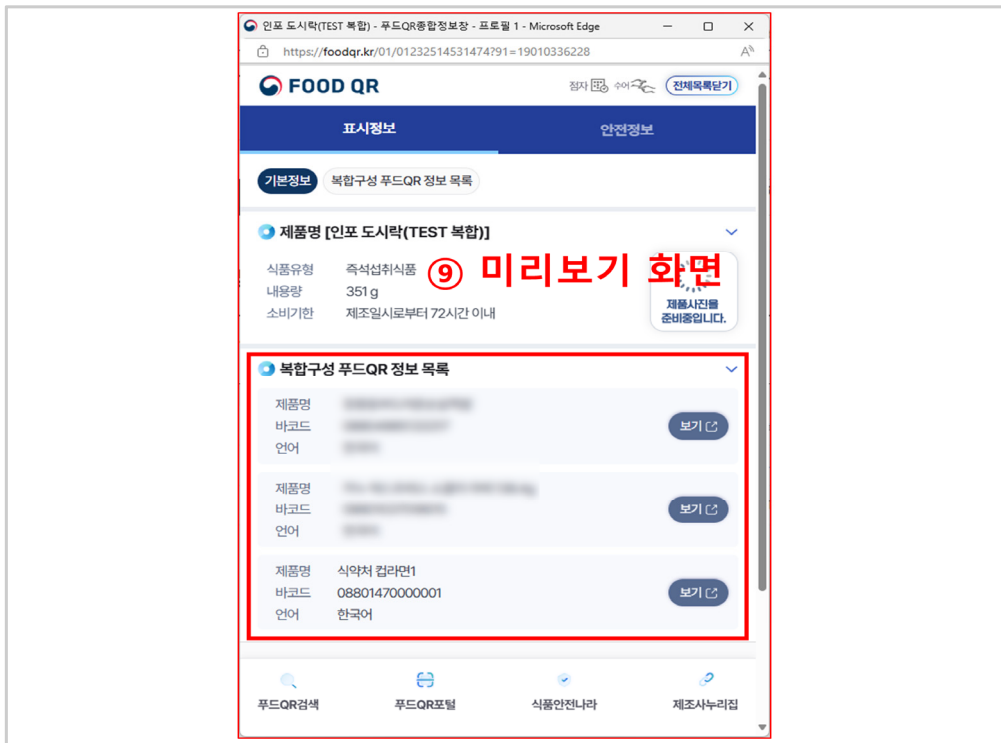 인포 도시락(TEST 복합) - 푸드QR종합정보창 - 프로필 1 - Microsoft Edge
https://foodqr.kr/01/01232514531474?91=19010336228
FOOD QR
점자 수어 전체목록닫기
표시정보 안전정보
기본정보 복합구성 푸드QR 정보 목록
제품명 [인포 도시락(TEST 복합)]
식품유형 즉석섭취식품
⑨ 미리보기 화면
내용량 351 g
소비기한 제조일시로부터 72시간 이내
제품사진을
준비중입니다.
복합구성 푸드QR 정보 목록
제품명
바코드
언어
보기
제품명
바코드
언어
보기
제품명 식약처 컵라면1
바코드 08801470000001
언어 한국어
보기
푸드QR검색 푸드QR포털 식품안전나라 제조사누리집